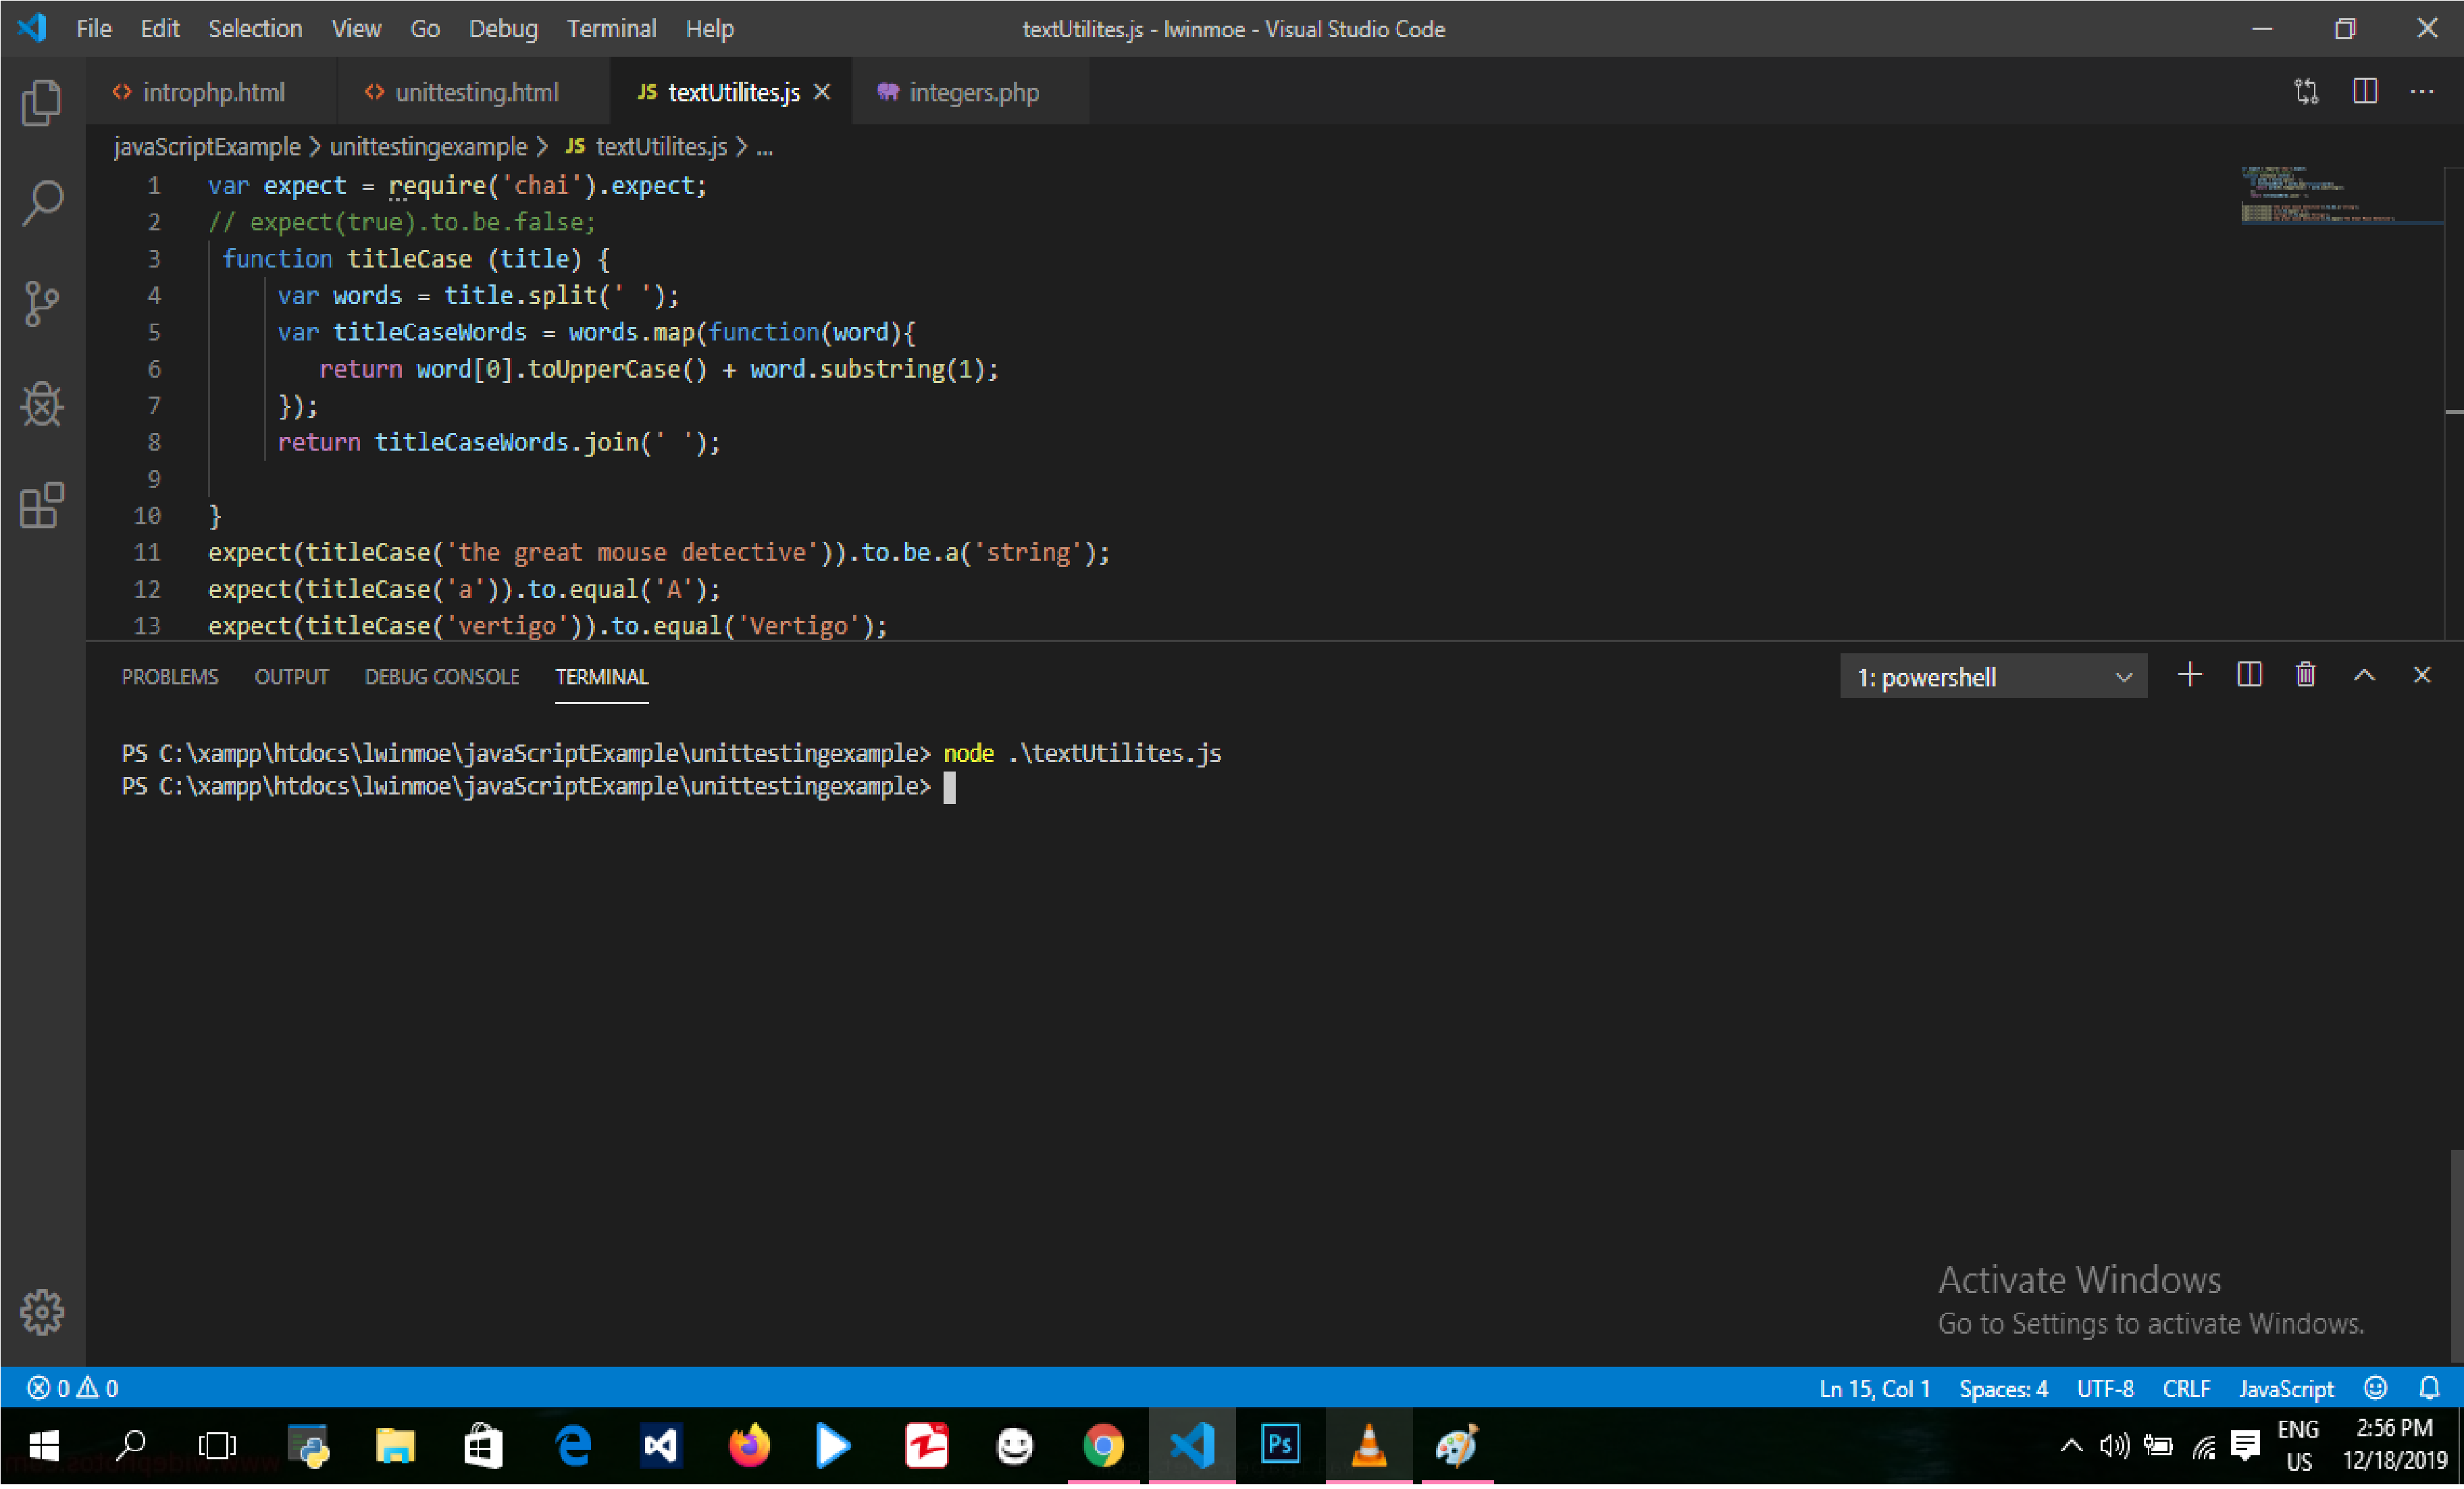 File Edit Selection View Go Debug Terminal Help
textUtilites.js - lwinmoe - Visual Studio Code
introphp.html
unittesting.html
JS textUtilites.js
integers.php
javaScriptExample > unittestingexample > JS textUtilites.js > ...
1 var expect = require('chai').expect;
2 // expect(true).to.be.false;
3 function titleCase (title) {
4 var words = title.split(' ');
5 var titleCaseWords = words.map(function(word){
6 return word[0].toUpperCase() + word.substring(1);
7 });
8 return titleCaseWords.join(' ');
9
10 }
11 expect(titleCase('the great mouse detective')).to.be.a('string');
12 expect(titleCase('a')).to.equal('A');
13 expect(titleCase('vertigo')).to.equal('Vertigo');
PROBLEMS OUTPUT DEBUG CONSOLE TERMINAL
1: powershell
PS C:\xampp\htdocs\lwinmoe\javaScriptExample\unittestingexample> node .\textUtilites.js
PS C:\xampp\htdocs\lwinmoe\javaScriptExample\unittestingexample>
Activate Windows
Go to Settings to activate Windows.
0 0
Ln 15, Col 1 Spaces: 4 UTF-8 CRLF JavaScript
Ps
ENG
US
2:56 PM
12/18/2019